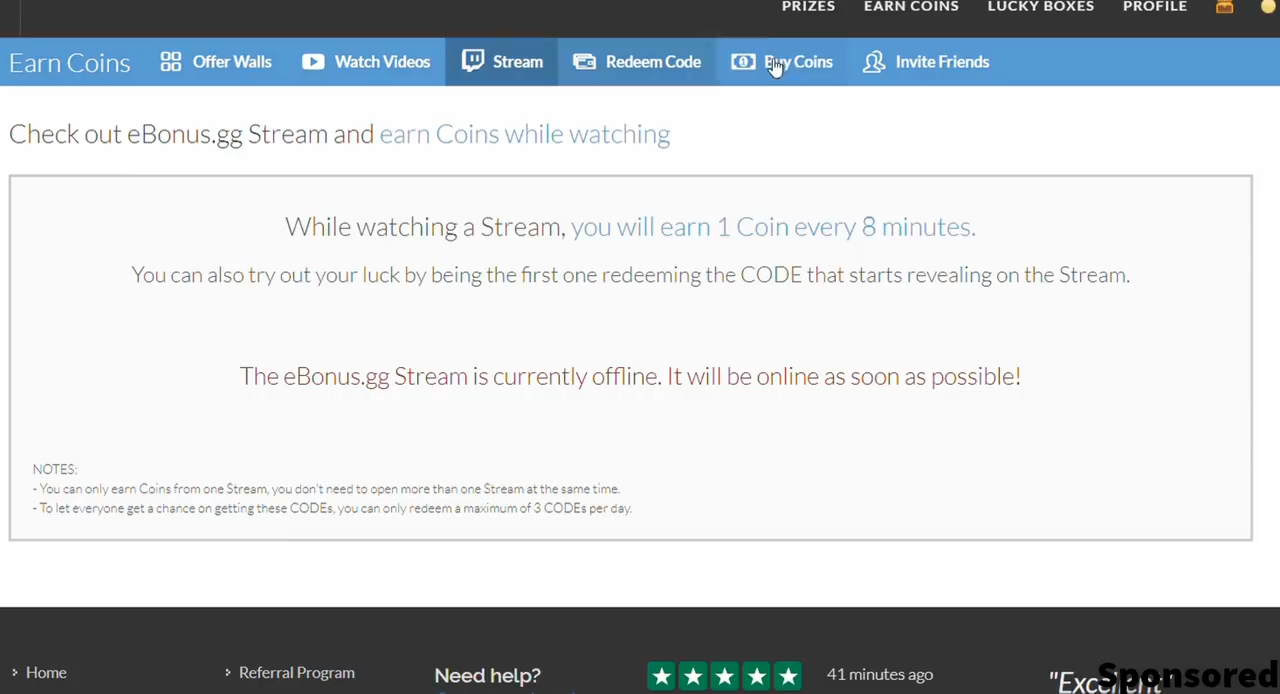 PRIZES EARN COINS LUCKY BOXES PROFILE
Earn Coins Offer Walls Watch Videos Stream Redeem Code Buy Coins Invite Friends
Check out eBonus.gg Stream and earn Coins while watching
While watching a Stream, you will earn 1 Coin every 8 minutes.
You can also try out your luck by being the first one redeeming the CODE that starts revealing on the Stream.
The eBonus.gg Stream is currently offline. It will be online as soon as possible!
NOTES:
- You can only earn Coins from one Stream, you don't need to open more than one Stream at the same time.
- To let everyone get a chance on getting these CODEs, you can only redeem a maximum of 3 CODEs per day.
Home Referral Program Need help? 41 minutes ago "Excellent"
Sponsored